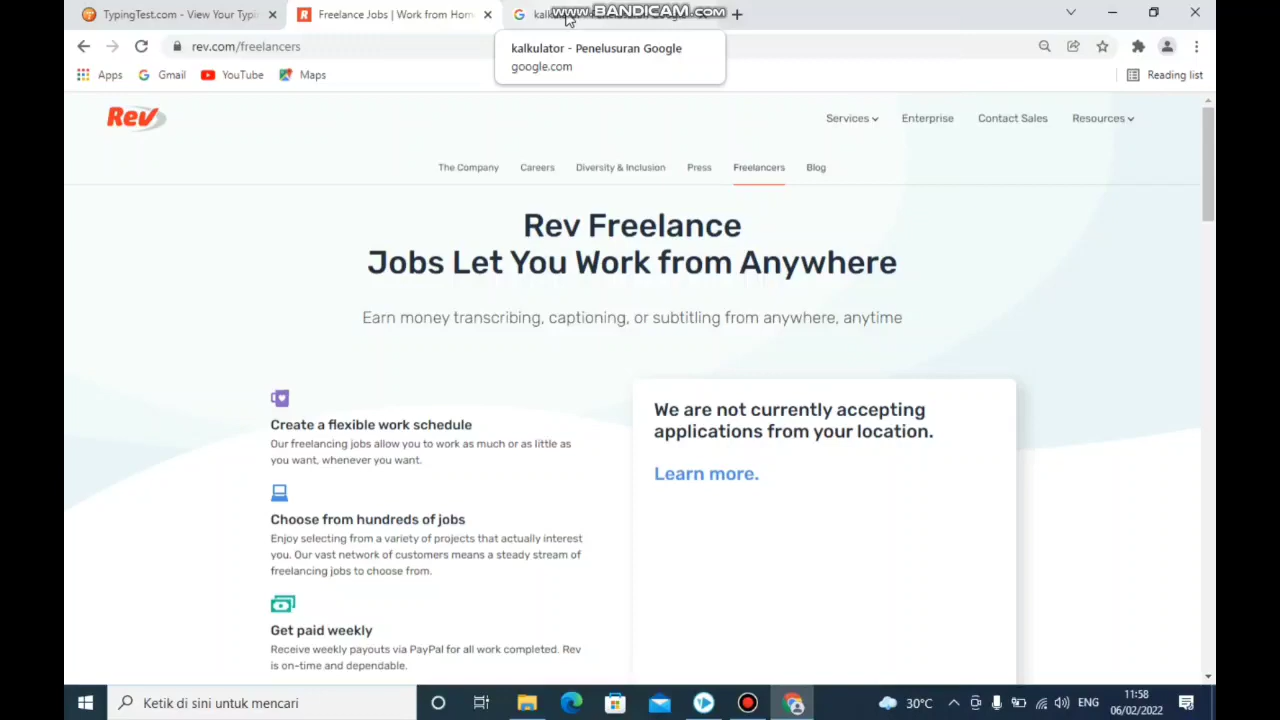 TypingTest.com - View Your Typi
Freelance Jobs | Work from Hom
www.BANDICAM.com
rev.com/freelancers
kalkulator - Penelusuran Google
google.com
Apps
Gmail
YouTube
Maps
Reading list
Rev
Services
Enterprise
Contact Sales
Resources
The Company
Careers
Diversity & Inclusion
Press
Freelancers
Blog
Rev Freelance
Jobs Let You Work from Anywhere
Earn money transcribing, captioning, or subtitling from anywhere, anytime
Create a flexible work schedule
Our freelancing jobs allow you to work as much or as little as
you want, whenever you want.
Choose from hundreds of jobs
Enjoy selecting from a variety of projects that actually interest
you. Our vast network of customers means a steady stream of
freelancing jobs to choose from.
Get paid weekly
Receive weekly payouts via PayPal for all work completed. Rev
is on-time and dependable.
We are not currently accepting
applications from your location.
Learn more.
Ketik di sini untuk mencari
30°C
ENG
11:58
06/02/2022